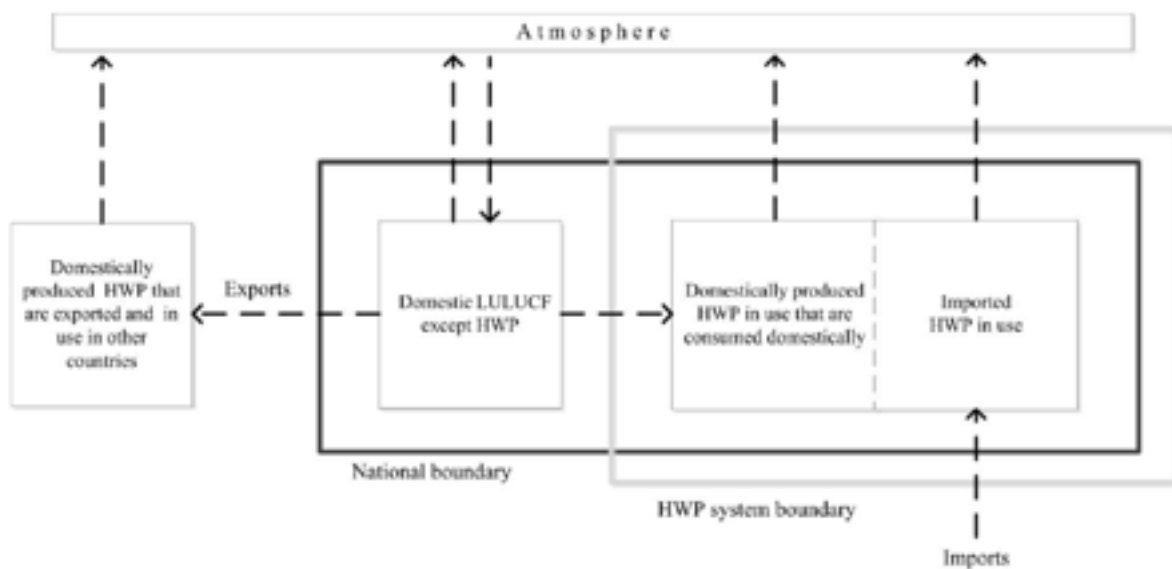 Atmosphere
Domestically
produced HWP that
are exported and in
use in other
countries
Exports
Domestic LULUCF
except HWP
Domestically produced
HWP in use that are
consumed domestically
Imported
HWP in use
National boundary
HWP system boundary
Imports